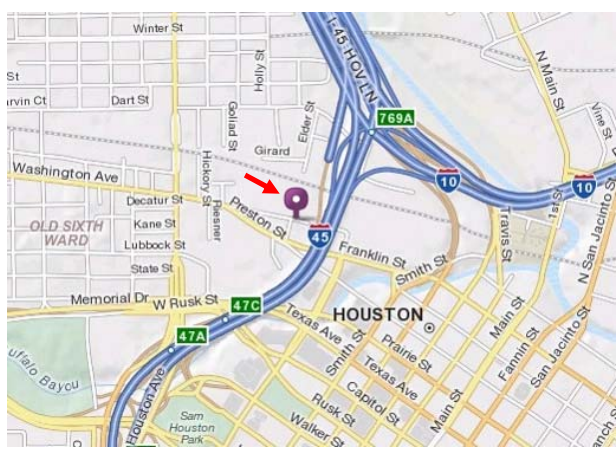 Winter St
I-45 HOV LN
N Main St
St
Holly St
arvin Ct
Dart St
Goliad St
Elder St
769A
Vine St
Girard
Washington Ave
Hickory St
10
10
Decatur St
Riesner
Preston St
1st St
Travis St
N San Jacinto St
OLD SIXTH
WARD
Kane St
45
Lubbock St
Franklin St
State St
Smith St
Memorial Dr
W Rusk St
47C
Texas Ave
HOUSTON
Main St
47A
Prairie St
Fannin St
San Jacinto St
uffalo Bayou
Houston Ave
Smith St
Texas Ave
Capitol St
Sam
Houston
Park
Rusk St
Main St
Walker St